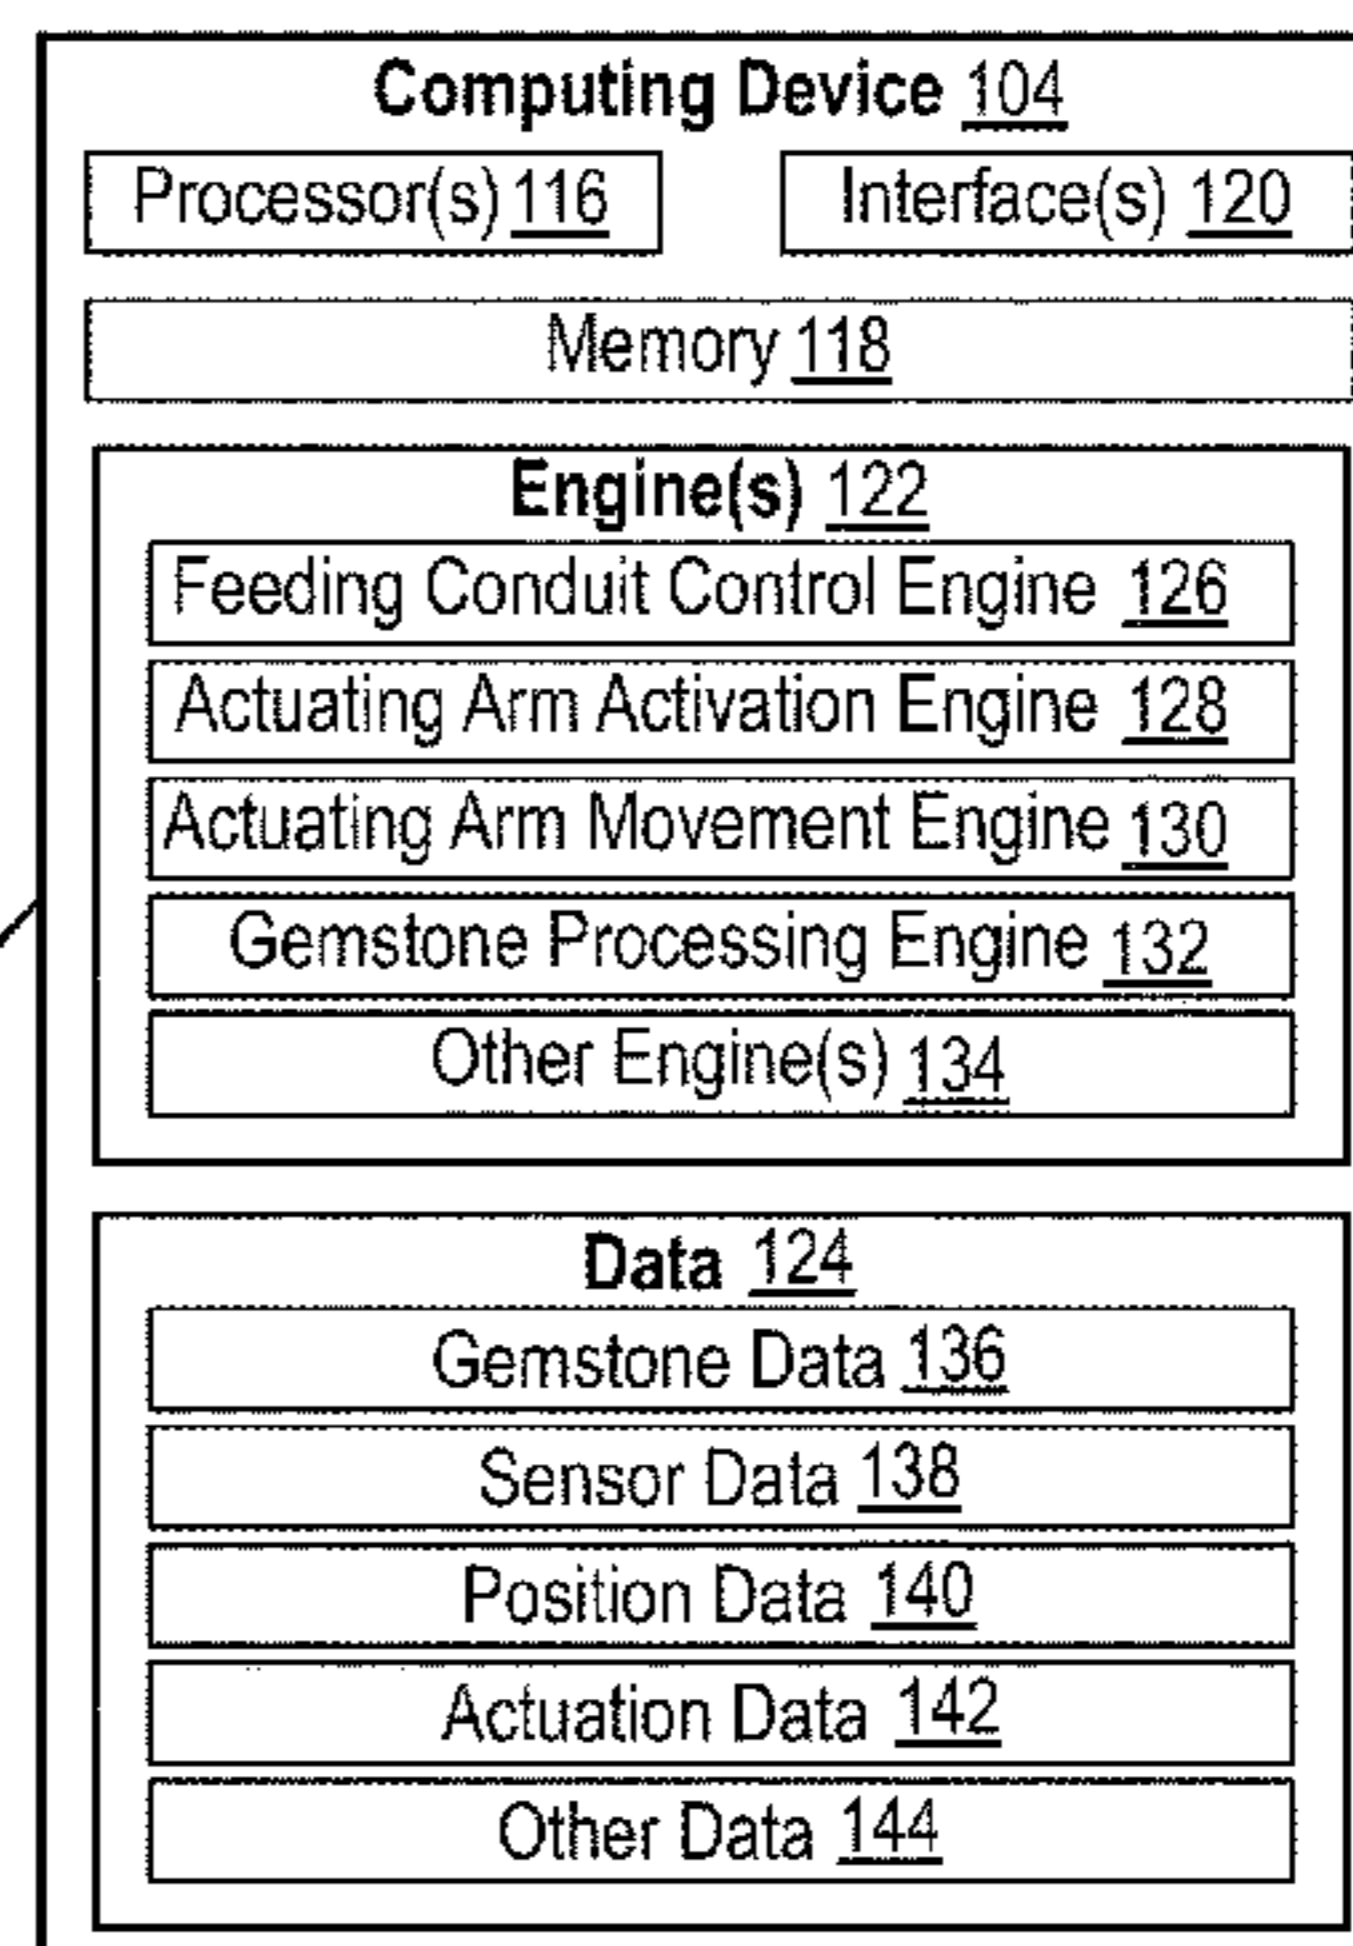 Computing Device 104
Processor(s) 116 Interface(s) 120
Memory 118
Engine(s) 122
Feeding Conduit Control Engine 126
Actuating Arm Activation Engine 128
Actuating Arm Movement Engine 130
Gemstone Processing Engine 132
Other Engine(s) 134
Data 124
Gemstone Data 136
Sensor Data 138
Position Data 140
Actuation Data 142
Other Data 144